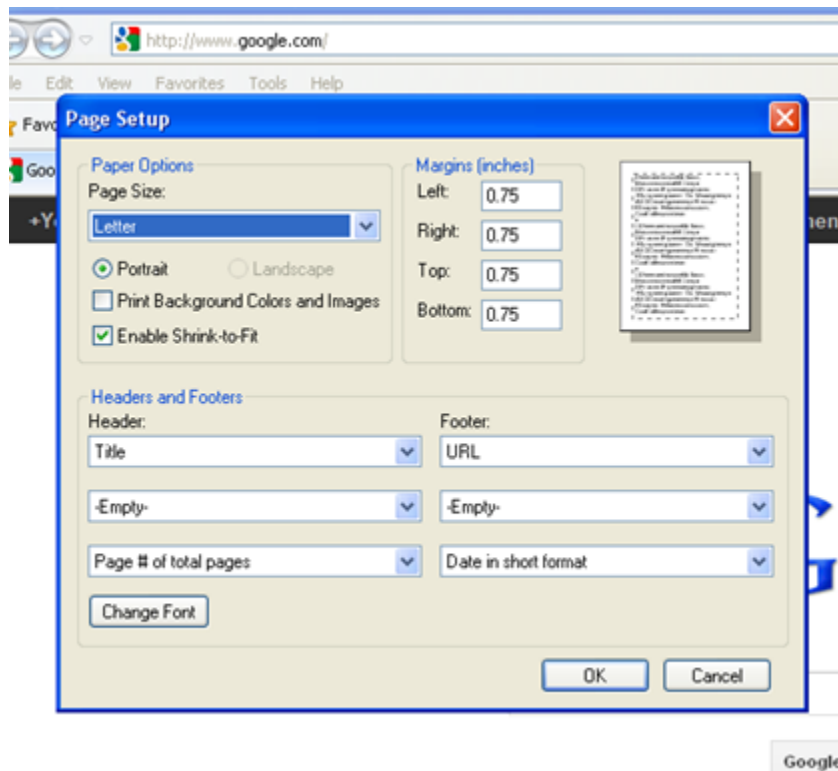 http://www.google.com/
Edit View Favorites Tools Help
Page Setup
Paper Options
Page Size:
Letter
Portrait Landscape
Print Background Colors and Images
Enable Shrink-to-Fit
Margins (inches)
Left: 0.75
Right: 0.75
Top: 0.75
Bottom: 0.75
Headers and Footers
Header: Footer:
Title URL
-Empty- -Empty-
Page # of total pages Date in short format
Change Font
OK Cancel
Google